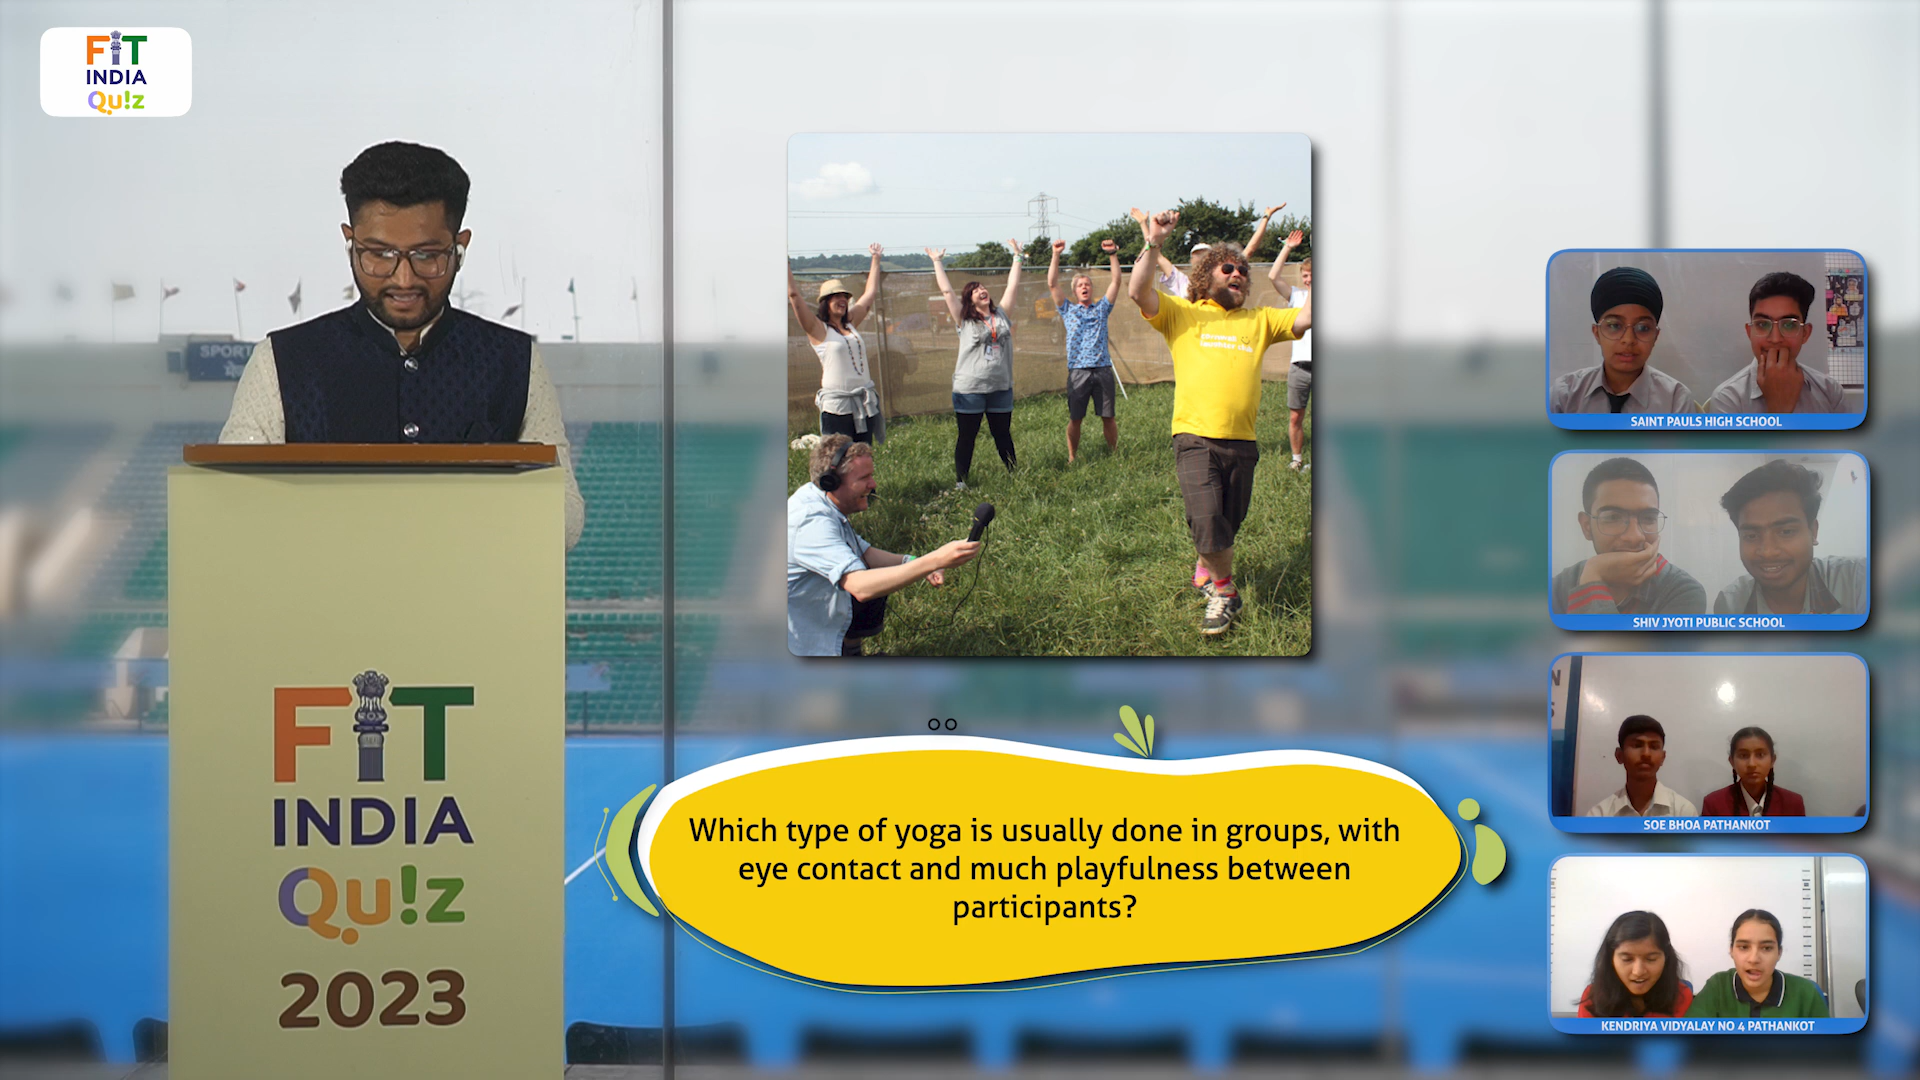 FIT
INDIA
Qu!z
SPORT
FIT
INDIA
Qu!z
2023
Which type of yoga is usually done in groups, with
eye contact and much playfulness between
participants?
SAINT PAULS HIGH SCHOOL
SHIV JYOTI PUBLIC SCHOOL
SOE BHOA PATHANKOT
KENDRIYA VIDYALAY NO 4 PATHANKOT